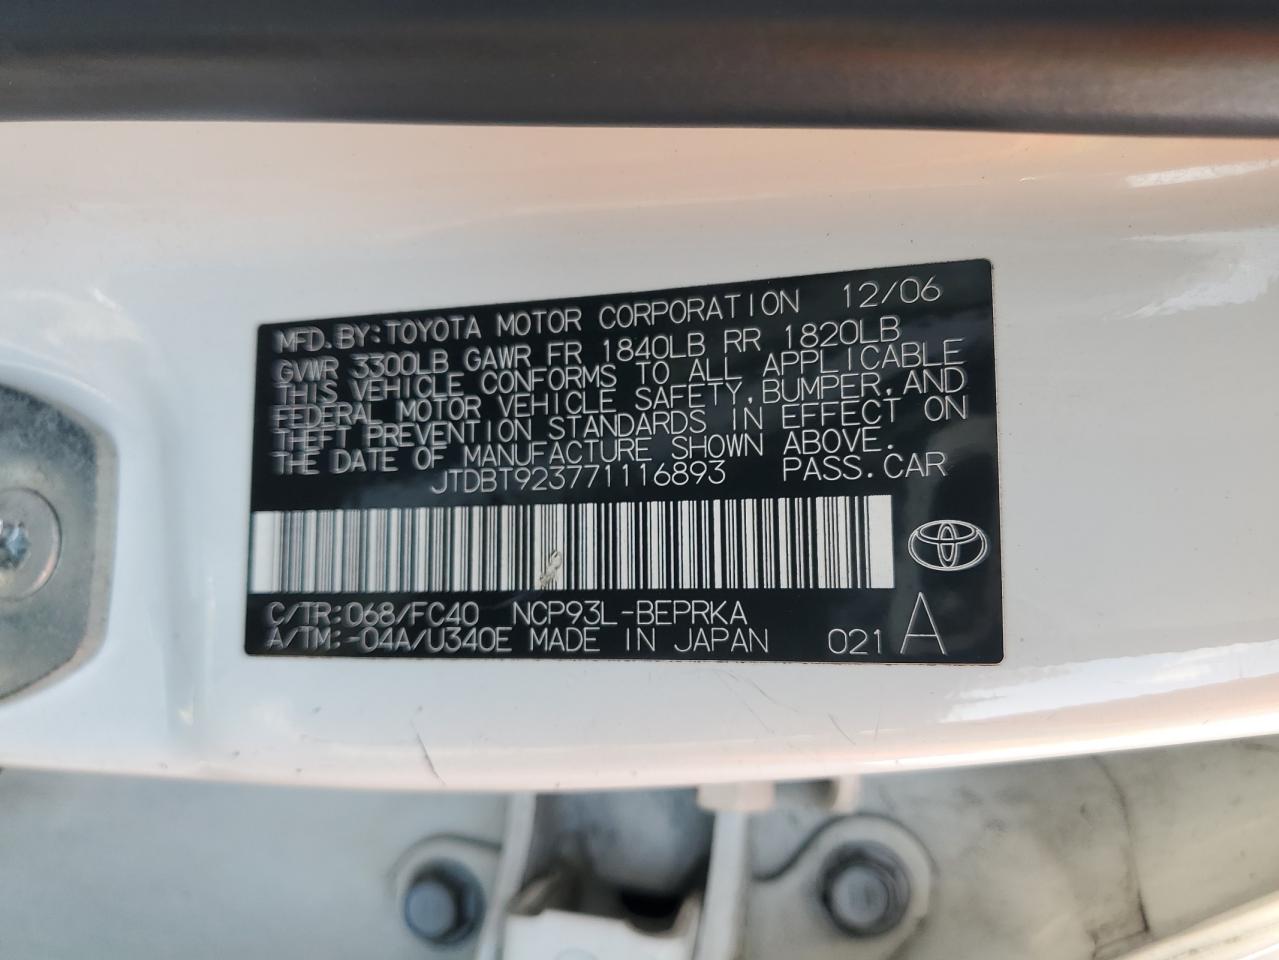 MFD.BY:TOYOTA MOTOR CORPORATION 12/06
GVWR 3300LB GAWR FR 1840LB RR 1820LB
THIS VEHICLE CONFORMS TO ALL APPLICABLE
FEDERAL MOTOR VEHICLE SAFETY,BUMPER,AND
THEFT PREVENTION STANDARDS IN EFFECT ON
THE DATE OF MANUFACTURE SHOWN ABOVE.
JTDBT923771116893 PASS.CAR
C/TR:068/FC40 NCP93L-BEPRKA
A/TM:-04A/U340E MADE IN JAPAN 021 A